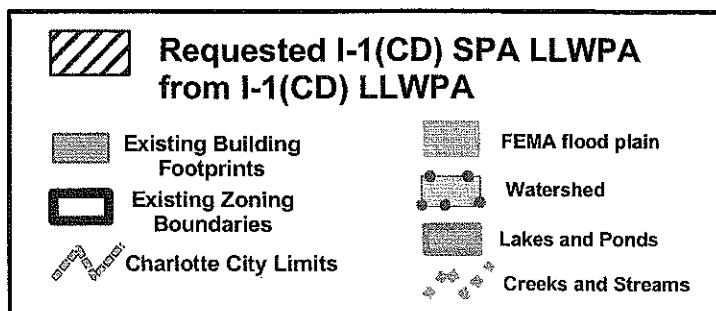 Requested I-1(CD) SPA LLWPA
from I-1(CD) LLWPA
Existing Building
Footprints
Existing Zoning
Boundaries
Charlotte City Limits
FEMA flood plain
Watershed
Lakes and Ponds
Creeks and Streams